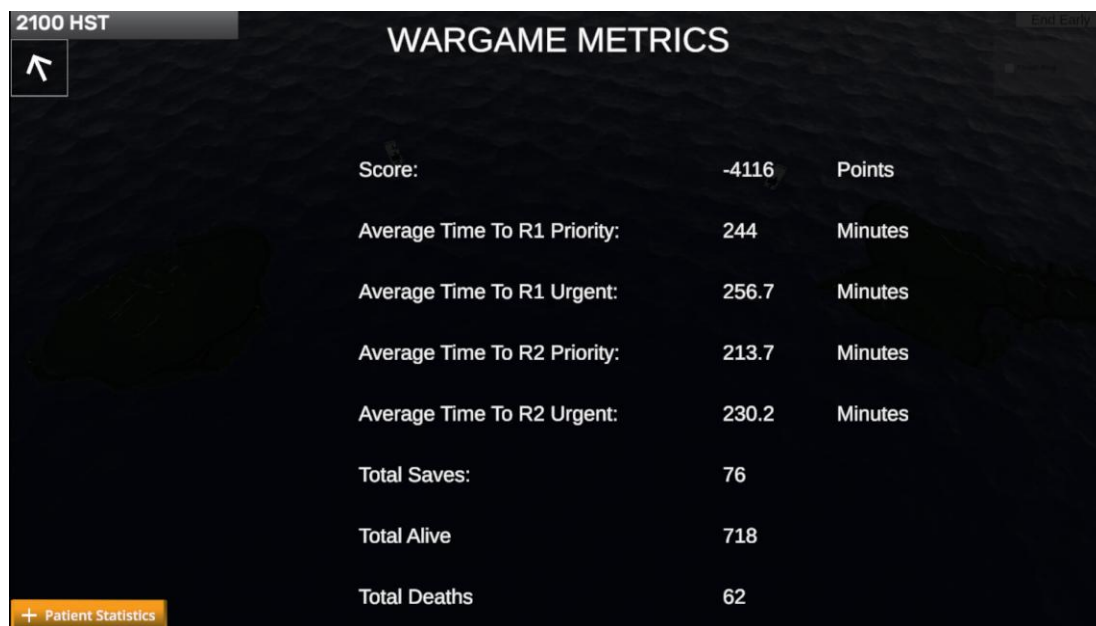 2100 HST
End Early
WARGAME METRICS
Score: -4116 Points
Average Time To R1 Priority: 244 Minutes
Average Time To R1 Urgent: 256.7 Minutes
Average Time To R2 Priority: 213.7 Minutes
Average Time To R2 Urgent: 230.2 Minutes
Total Saves: 76
Total Alive 718
Total Deaths 62
+ Patient Statistics